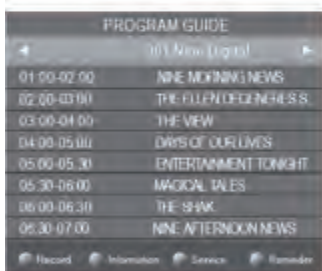 PROGRAM GUIDE
01:00-02:00 NINE MORNING NEWS
02:00-03:00 THE ELLEN DEGENERES S
03:00-04:00 THE VIEW
04:00-05:00 DAYS OF OUR LIVES
05:00-05:30 ENTERTAINMENT TONIGHT
05:30-06:00 MAGICAL TALES
06:00-06:30 THE SHAK
06:30-07:00 NINE AFTERNOON NEWS
Record Information Service Reminder